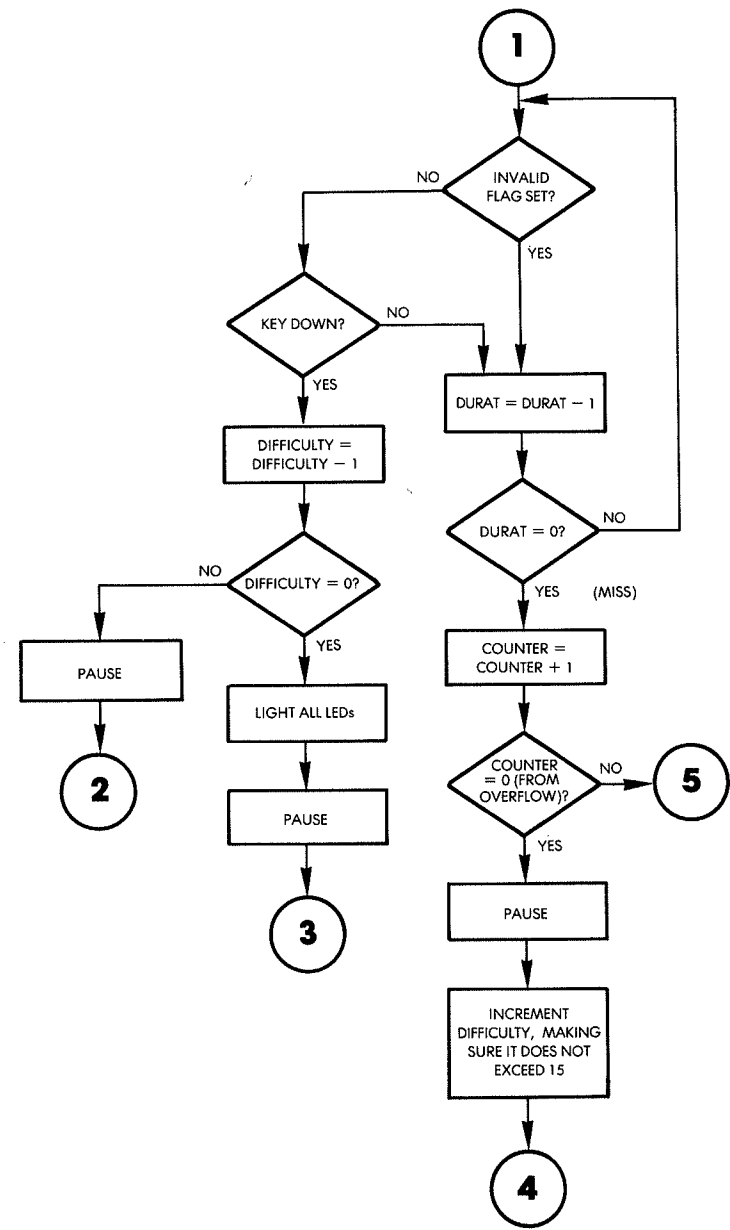 1
INVALID
FLAG SET?
NO
YES
KEY DOWN?
NO
YES
DURAT = DURAT − 1
DIFFICULTY =
DIFFICULTY − 1
DURAT = 0?
NO
YES
(MISS)
DIFFICULTY = 0?
NO
YES
PAUSE
2
LIGHT ALL LEDs
PAUSE
3
COUNTER =
COUNTER + 1
COUNTER
= 0 (FROM
OVERFLOW)?
NO
5
YES
PAUSE
INCREMENT
DIFFICULTY, MAKING
SURE IT DOES NOT
EXCEED 15
4